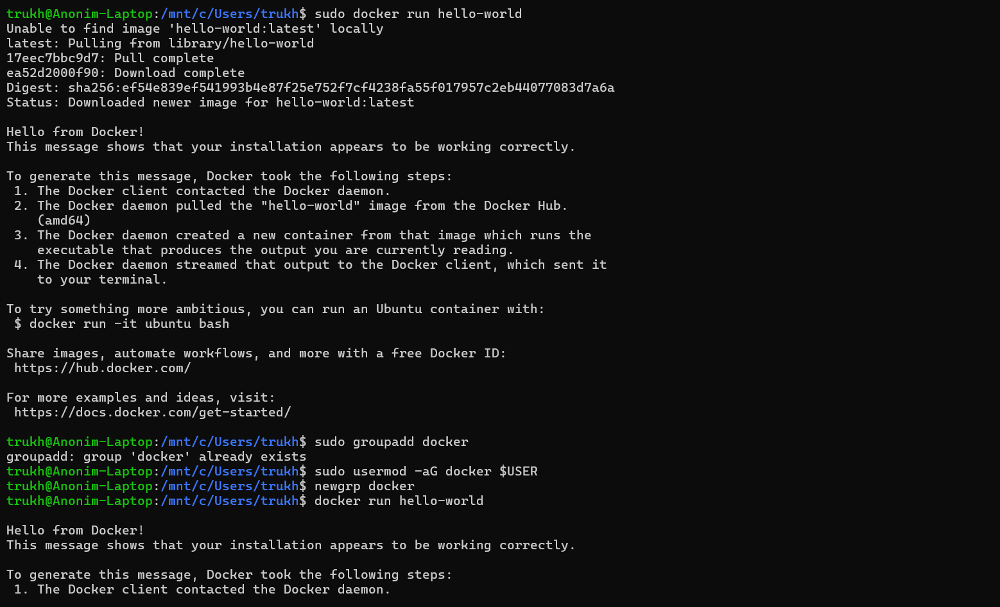 trukh@Anonim-Laptop:/mnt/c/Users/trukh$ sudo docker run hello-world
Unable to find image 'hello-world:latest' locally
latest: Pulling from library/hello-world
17eec7bbc9d7: Pull complete
ea52d2000f90: Download complete
Digest: sha256:ef54e839ef541993b4e87f25e752f7cf4238fa55f017957c2eb44077083d7a6a
Status: Downloaded newer image for hello-world:latest

Hello from Docker!
This message shows that your installation appears to be working correctly.

To generate this message, Docker took the following steps:
 1. The Docker client contacted the Docker daemon.
 2. The Docker daemon pulled the "hello-world" image from the Docker Hub.
    (amd64)
 3. The Docker daemon created a new container from that image which runs the
    executable that produces the output you are currently reading.
 4. The Docker daemon streamed that output to the Docker client, which sent it
    to your terminal.

To try something more ambitious, you can run an Ubuntu container with:
 $ docker run -it ubuntu bash

Share images, automate workflows, and more with a free Docker ID:
 https://hub.docker.com/

For more examples and ideas, visit:
 https://docs.docker.com/get-started/

trukh@Anonim-Laptop:/mnt/c/Users/trukh$ sudo groupadd docker
groupadd: group 'docker' already exists
trukh@Anonim-Laptop:/mnt/c/Users/trukh$ sudo usermod -aG docker $USER
trukh@Anonim-Laptop:/mnt/c/Users/trukh$ newgrp docker
trukh@Anonim-Laptop:/mnt/c/Users/trukh$ docker run hello-world

Hello from Docker!
This message shows that your installation appears to be working correctly.

To generate this message, Docker took the following steps:
 1. The Docker client contacted the Docker daemon.